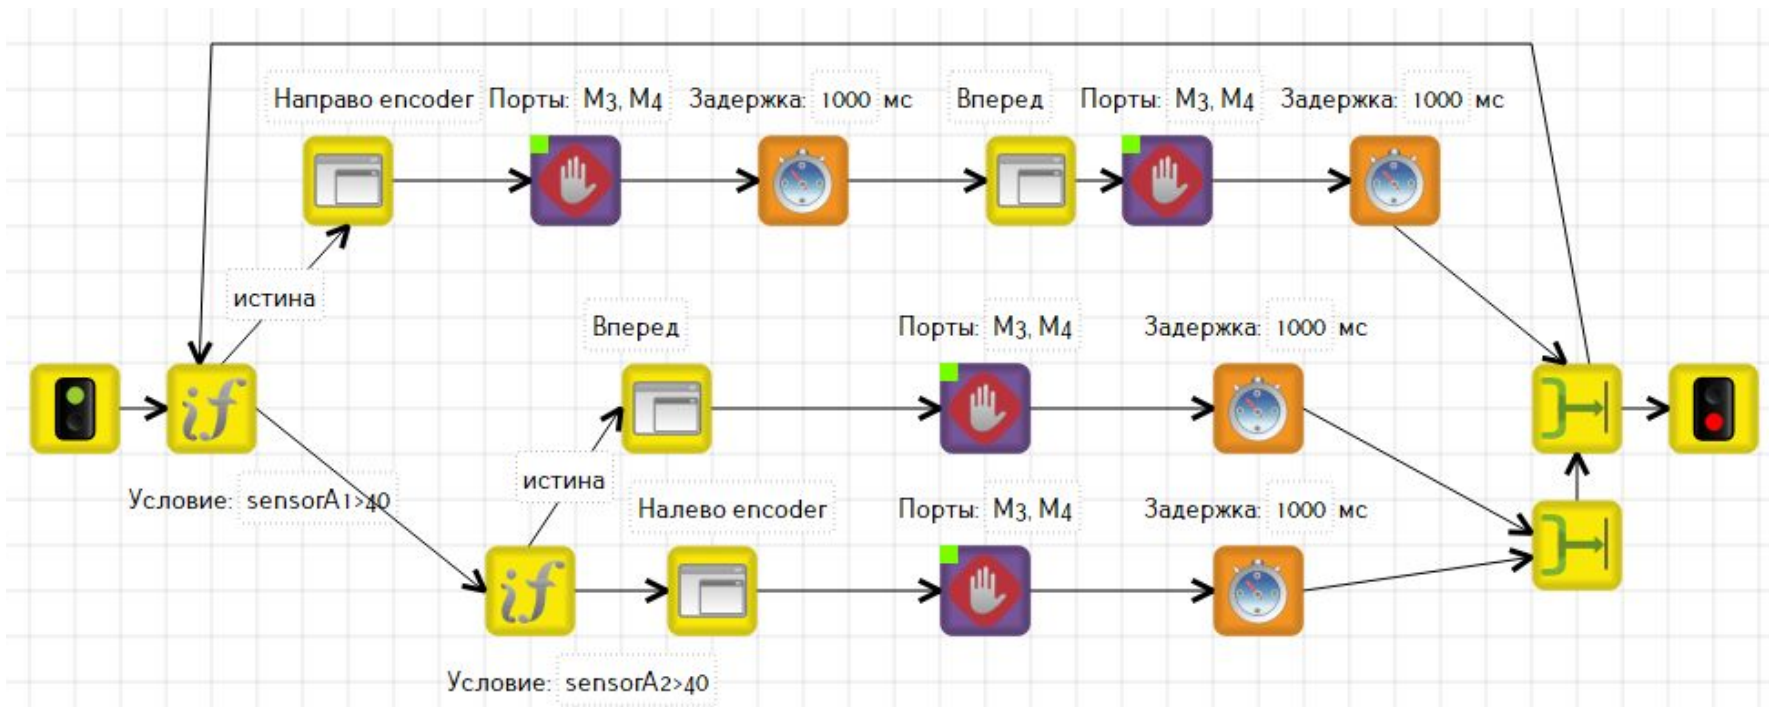 Направо encoder Порты: M3, M4 Задержка: 1000 мс Вперед Порты: M3, M4 Задержка: 1000 мс
истина
Вперед Порты: M3, M4 Задержка: 1000 мс
if
истина
Условие: sensorA1>40
Налево encoder Порты: M3, M4 Задержка: 1000 мс
if
Условие: sensorA2>40